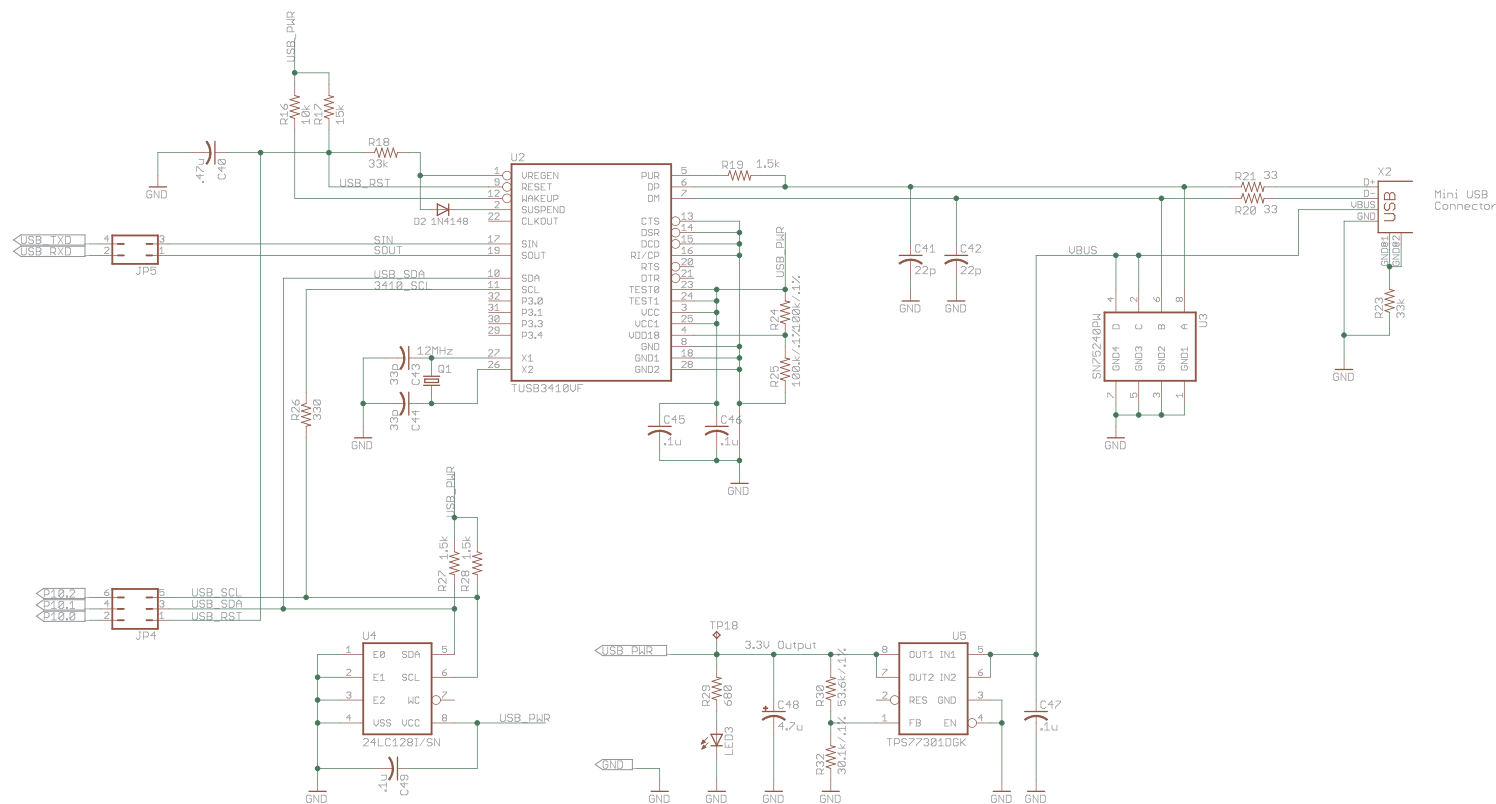 USB_PWR
R16
10k
R17
15k
R18
33k
.47u
C40
GND
USB_RST
D2 1N4148
U2
1 VREGEN
9 RESET
12 WAKEUP
2 SUSPEND
22 CLKOUT
17 SIN
19 SOUT
10 SDA
11 SCL
32 P3.0
31 P3.1
30 P3.3
29 P3.4
27 X1
26 X2
PUR 5
DP 6
DM 7
CTS 13
DSR 14
DCD 15
RI/CP 16
RTS 20
DTR 21
TEST0 23
TEST1 24
VCC 3
VCC1 25
VDD18 4
GND 8
GND1 18
GND2 28
TUSB3410VF
USB_TXD 4 3 SIN
USB_RXD 2 1 SOUT
JP5
USB_SDA
3410_SCL
12MHz
33p
C43
Q1
33p
C44
GND
R26
330
R19 1.5k
USB_PWR
R24
100k/.1%
R25
100.k/.1%
C45
.1u
C46
.1u
GND
C41
22p
GND
C42
22p
GND
R21 33
R20 33
X2
D+
D-
VBUS
GND
USB
GND@1
GND@2
Mini USB
Connector
R23
33k
GND
VBUS
4 2 6 8
D C B A
GND4 GND3 GND2 GND1
7 5 3 1
SN75240PW
U3
GND
USB_PWR
R27
1.5k
R28
1.5k
P10.2 6 5 USB_SCL
P10.1 4 3 USB_SDA
P10.0 2 1 USB_RST
JP4
U4
1 E0 SDA 5
2 E1 SCL 6
3 E2 WC 7
4 VSS VCC 8
24LC128I/SN
USB_PWR
.1u
C49
GND
USB_PWR
TP18
3.3V Output
R29
680
LED3
GND
C48
4.7u
GND
R30
53.6k/.1%
R32
30.1k/.1%
GND
U5
8 OUT1 IN1 5
7 OUT2 IN2 6
2 RES GND 3
1 FB EN 4
TPS77301DGK
GND
C47
.1u
GND
GND
GND